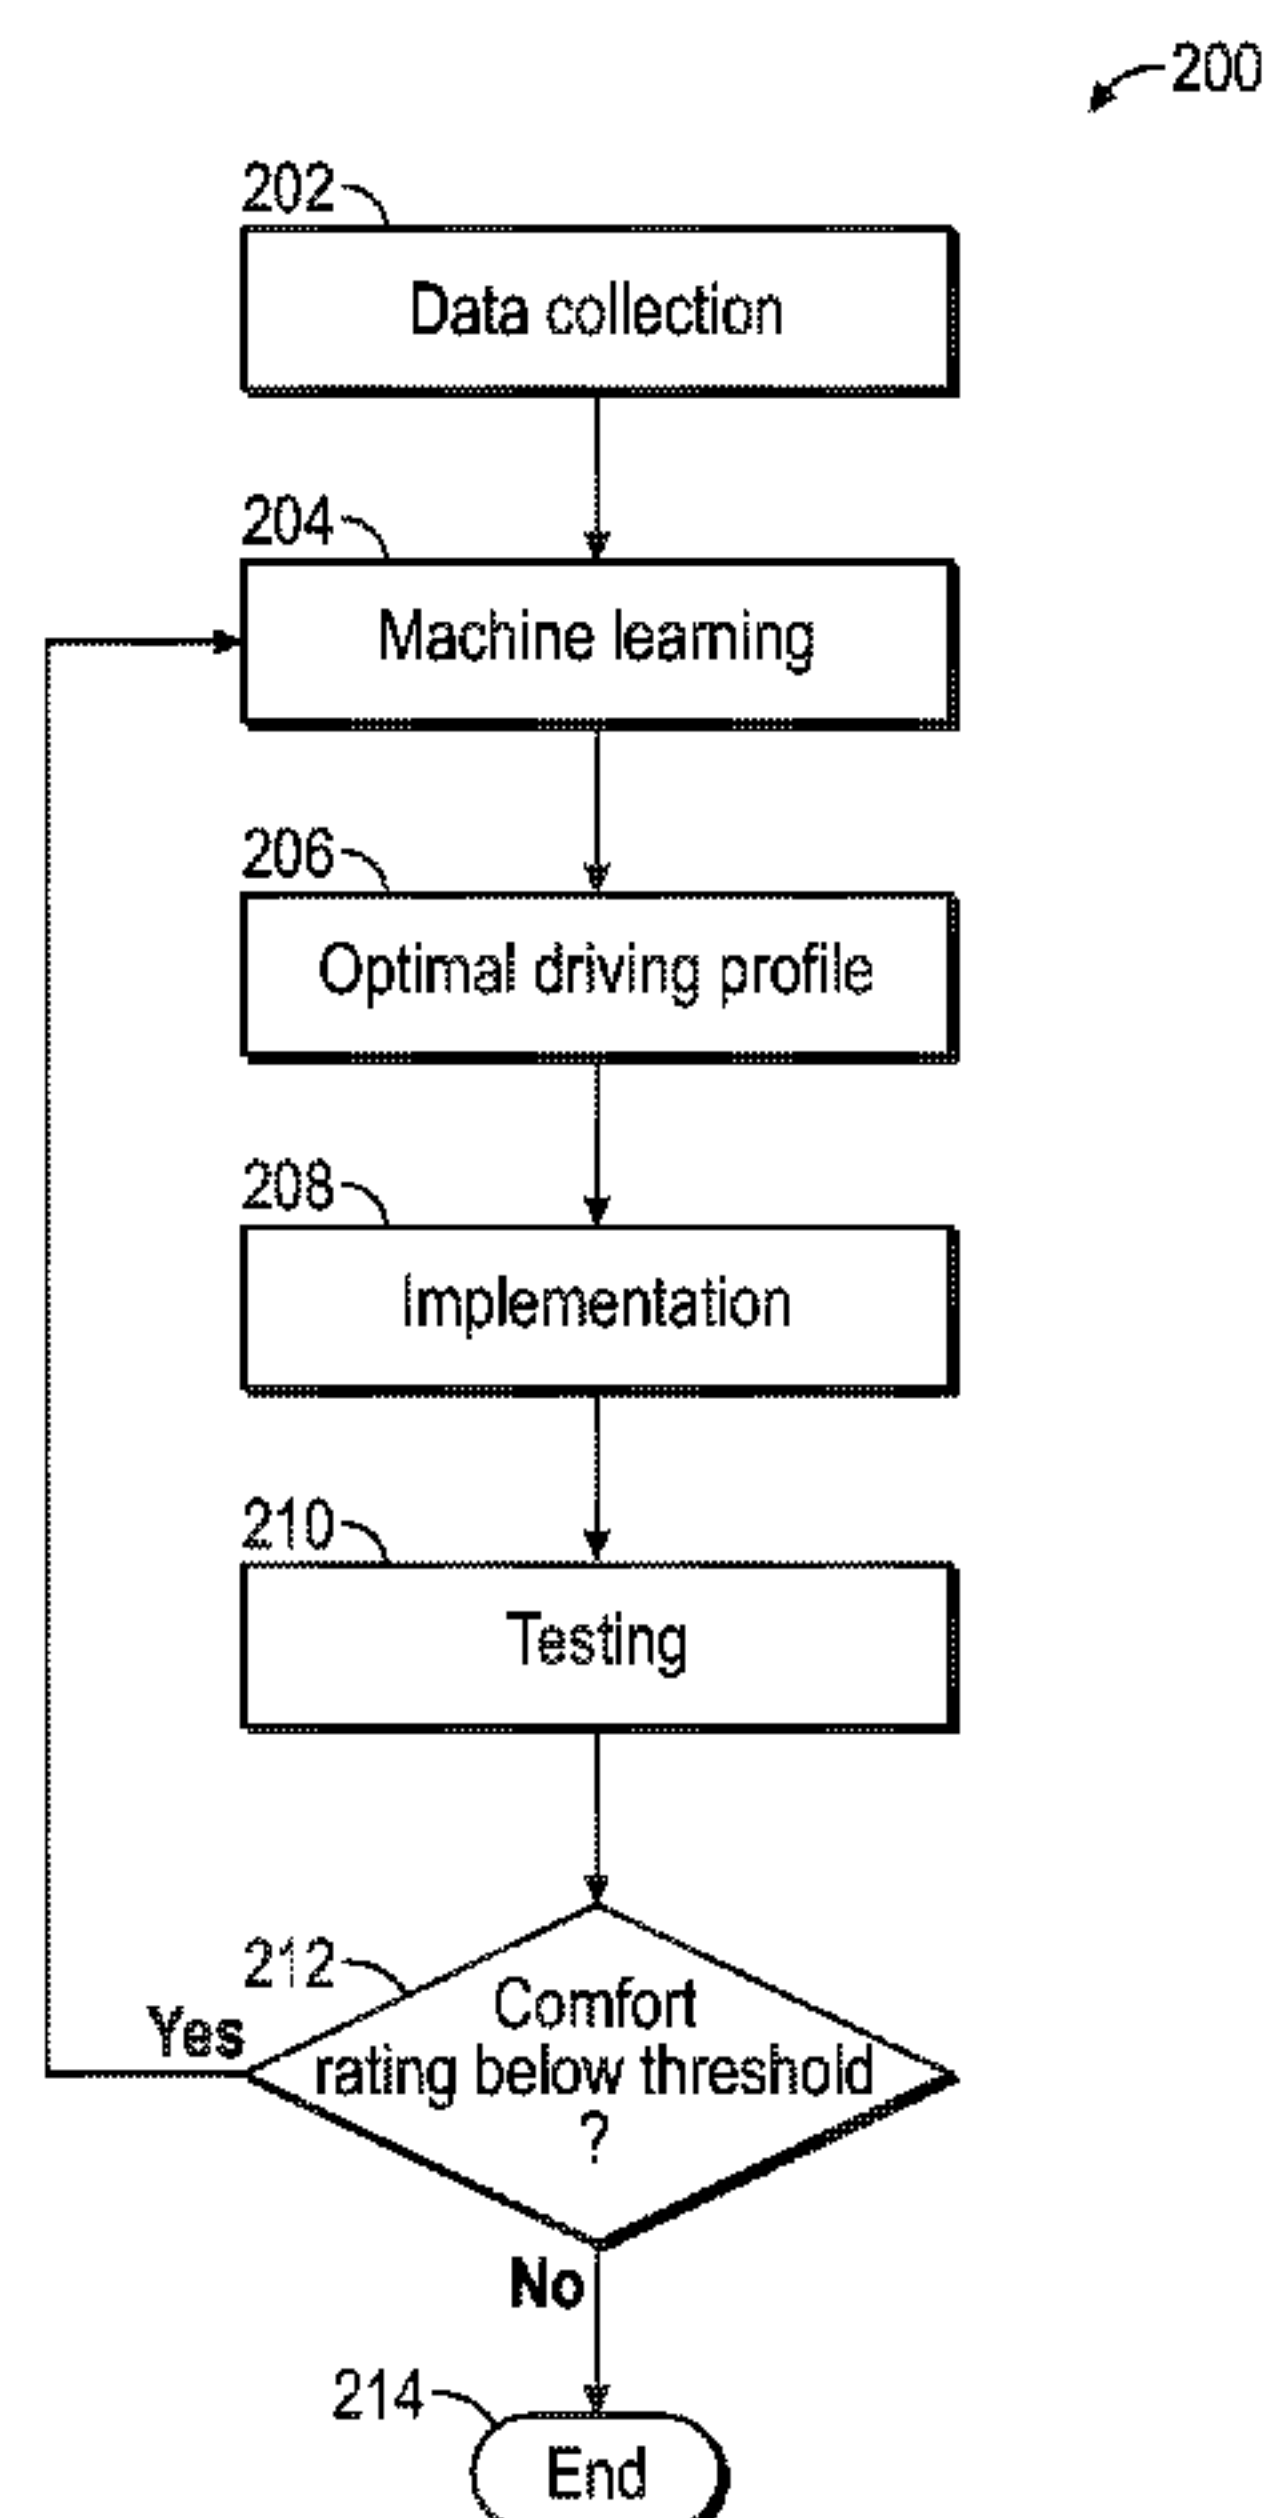 200
202
Data collection
204
Machine learning
206
Optimal driving profile
208
Implementation
210
Testing
212
Comfort
Yes
rating below threshold
?
No
214
End